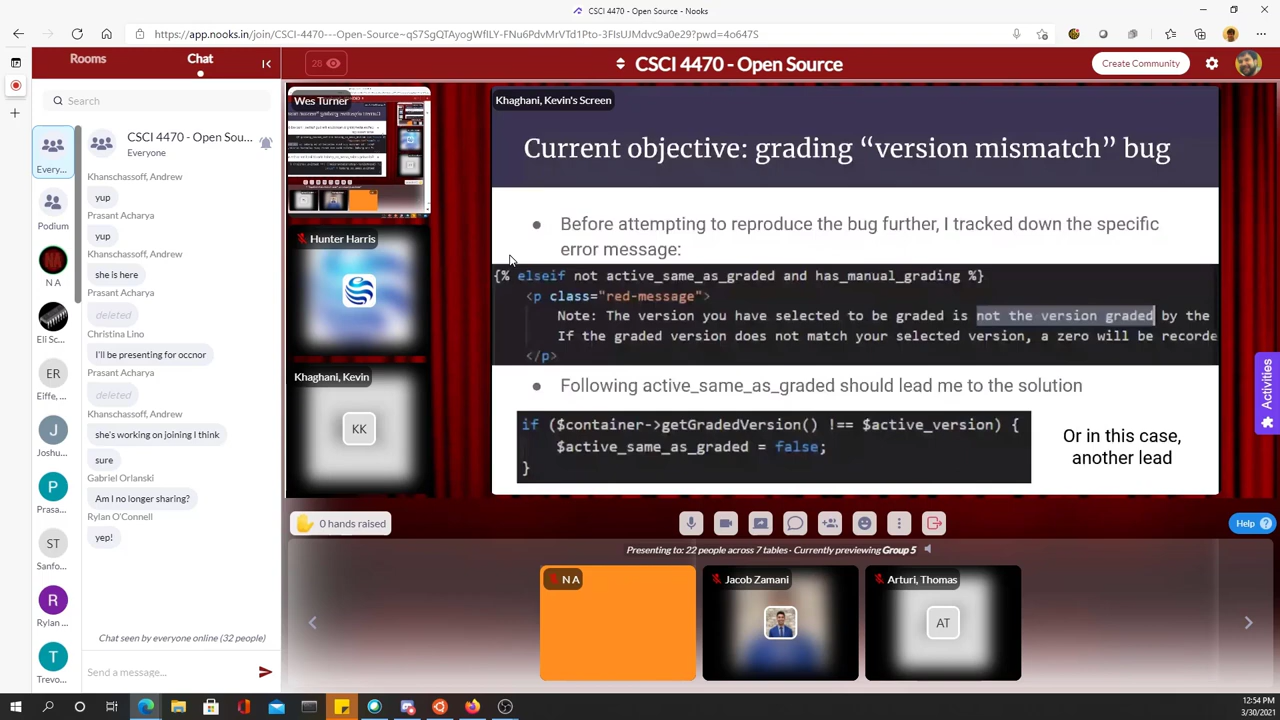 CSCI 4470 - Open Source - Nooks
https://app.nooks.in/join/CSCI-4470---Open-Source~qS7SgQTAyogWfILY-FNu6PdvMrVTd1Pto-3FIsUJMdvc9a0e29?pwd=4o647S
Rooms
Chat
28
CSCI 4470 - Open Source
Create Community
Search
Every...
Podium
N A
Eli Sc...
ER
Eiffe, ...
J
Joshu...
P
Prasa...
ST
Sanfo...
R
Rylan ...
T
Trevo...
CSCI 4470 - Open Sou...
Everyone
Khanschassoff, Andrew
yup
Prasant Acharya
yup
Khanschassoff, Andrew
she is here
Prasant Acharya
deleted
Christina Lino
I'll be presenting for occnor
Prasant Acharya
deleted
Khanschassoff, Andrew
she's working on joining I think
sure
Gabriel Orlanski
Am I no longer sharing?
Rylan O'Connell
yep!
Chat seen by everyone online (32 people)
Send a message...
Wes Turner
Hunter Harris
Khaghani, Kevin
KK
Khaghani, Kevin's Screen
Current objective: grading “version mismatch” bug
● Before attempting to reproduce the bug further, I tracked down the specific
error message:
{% elseif not active_same_as_graded and has_manual_grading %}
<p class="red-message">
Note: The version you have selected to be graded is not the version graded by the
If the graded version does not match your selected version, a zero will be recorde
</p>
● Following active_same_as_graded should lead me to the solution
if ($container->getGradedVersion() !== $active_version) {
$active_same_as_graded = false;
}
Or in this case,
another lead
Activities
0 hands raised
Help ?
Presenting to: 22 people across 7 tables - Currently previewing Group 5
N A
Jacob Zamani
Arturi, Thomas
AT
12:54 PM
3/30/2021